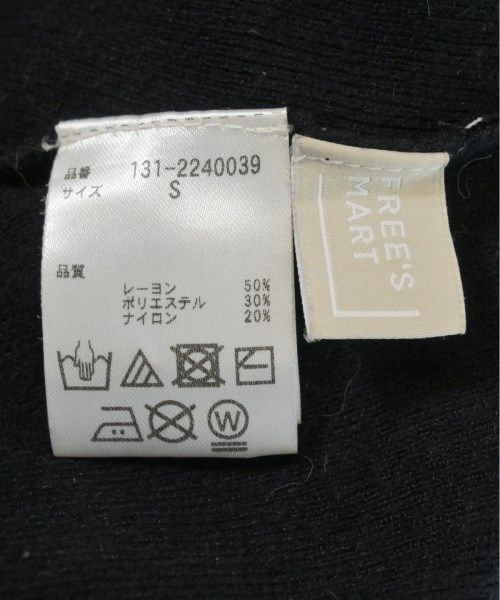 品番 131-2240039
サイズ S
品質
レーヨン 50%
ポリエステル 30%
ナイロン 20%
W
FREE'S
MART